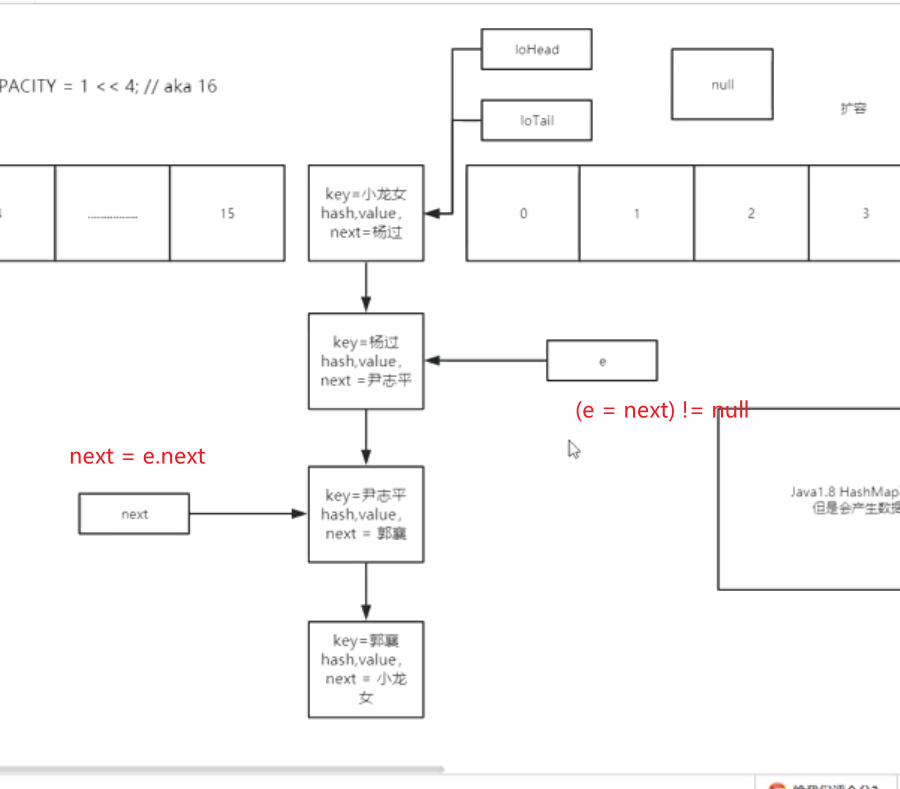 loHead
PACITY = 1 << 4; // aka 16
null
扩容
loTail
................
15
key=小龙女
hash,value,
next=杨过
0
1
2
3
key=杨过
hash,value,
next =尹志平
e
(e = next) != null
next = e.next
next
key=尹志平
hash,value,
next = 郭襄
Java1.8 HashMap
但是会产生数据
key=郭襄
hash,value,
next = 小龙
女